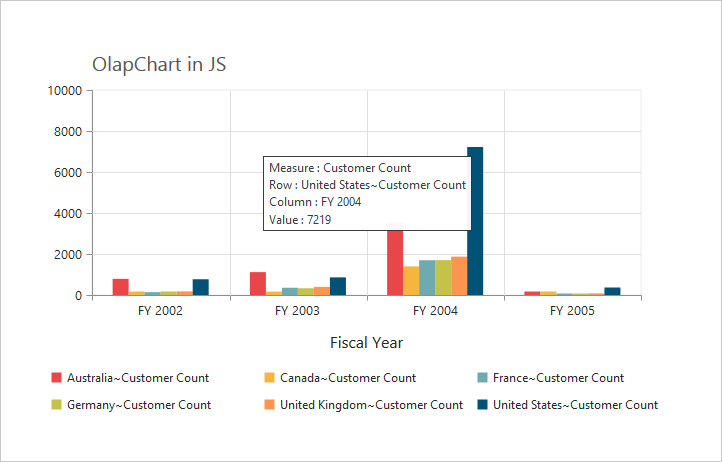 OlapChart in JS
10000
8000
6000
4000
2000
0
Measure : Customer Count
Row : United States~Customer Count
Column : FY 2004
Value : 7219
FY 2002
FY 2003
FY 2004
FY 2005
Fiscal Year
Australia~Customer Count
Canada~Customer Count
France~Customer Count
Germany~Customer Count
United Kingdom~Customer Count
United States~Customer Count